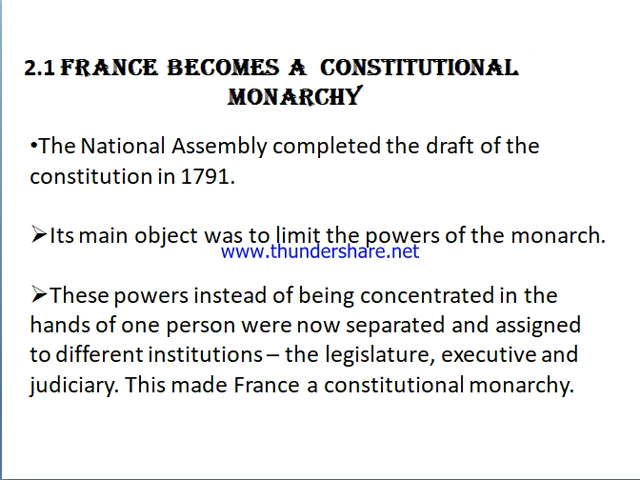 2.1 FRANCE BECOMES A CONSTITUTIONAL
MONARCHY
•The National Assembly completed the draft of the
constitution in 1791.
➢Its main object was to limit the powers of the monarch.
www.thundershare.net
➢These powers instead of being concentrated in the
hands of one person were now separated and assigned
to different institutions – the legislature, executive and
judiciary. This made France a constitutional monarchy.